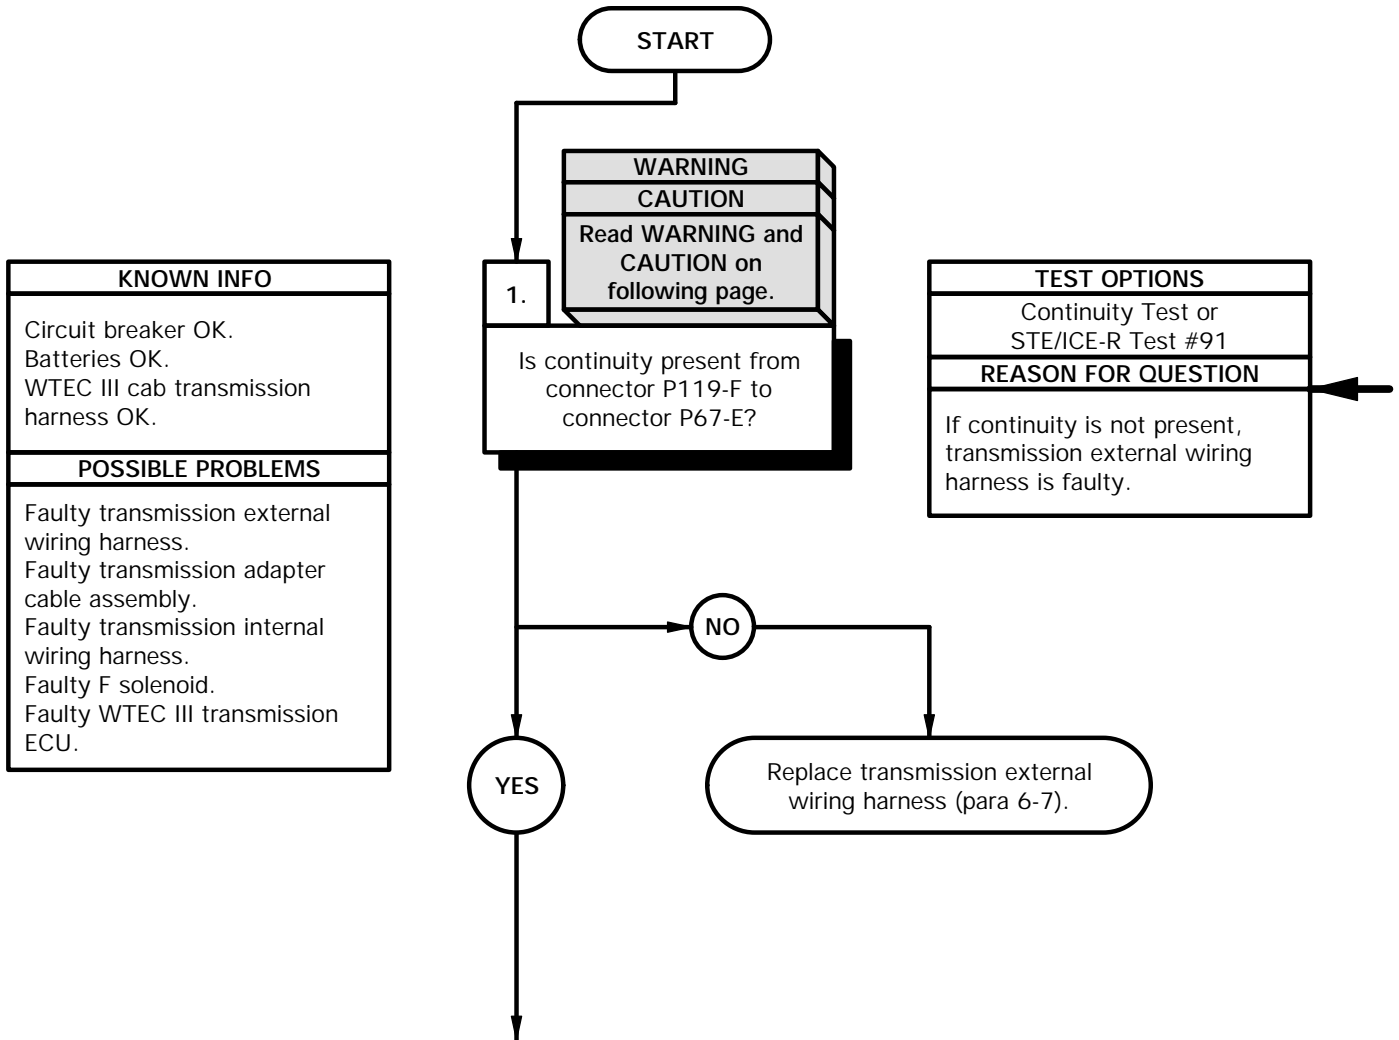 START
WARNING
CAUTION
Read WARNING and
CAUTION on
following page.
1.
Is continuity present from
connector P119-F to
connector P67-E?
KNOWN INFO
Circuit breaker OK.
Batteries OK.
WTEC III cab transmission
harness OK.
POSSIBLE PROBLEMS
Faulty transmission external
wiring harness.
Faulty transmission adapter
cable assembly.
Faulty transmission internal
wiring harness.
Faulty F solenoid.
Faulty WTEC III transmission
ECU.
TEST OPTIONS
Continuity Test or
STE/ICE-R Test #91
REASON FOR QUESTION
If continuity is not present,
transmission external wiring
harness is faulty.
NO
YES
Replace transmission external
wiring harness (para 6-7).